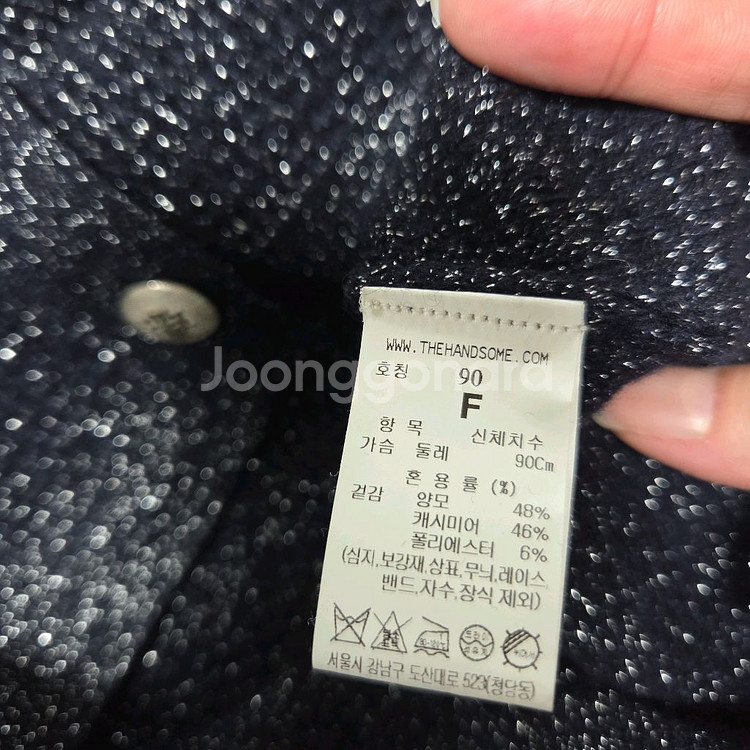 WWW.THEHANDSOME.COM
호칭 90
F
항 목 신체치수
가슴 둘레 90Cm
혼 용 률 (%)
겉감 양모 48%
캐시미어 46%
폴리에스터 6%
(심지,보강재,상표,무늬,레이스
밴드,자수,장식 제외)
서울시 강남구 도산대로 523(청담동)
Joonggonara